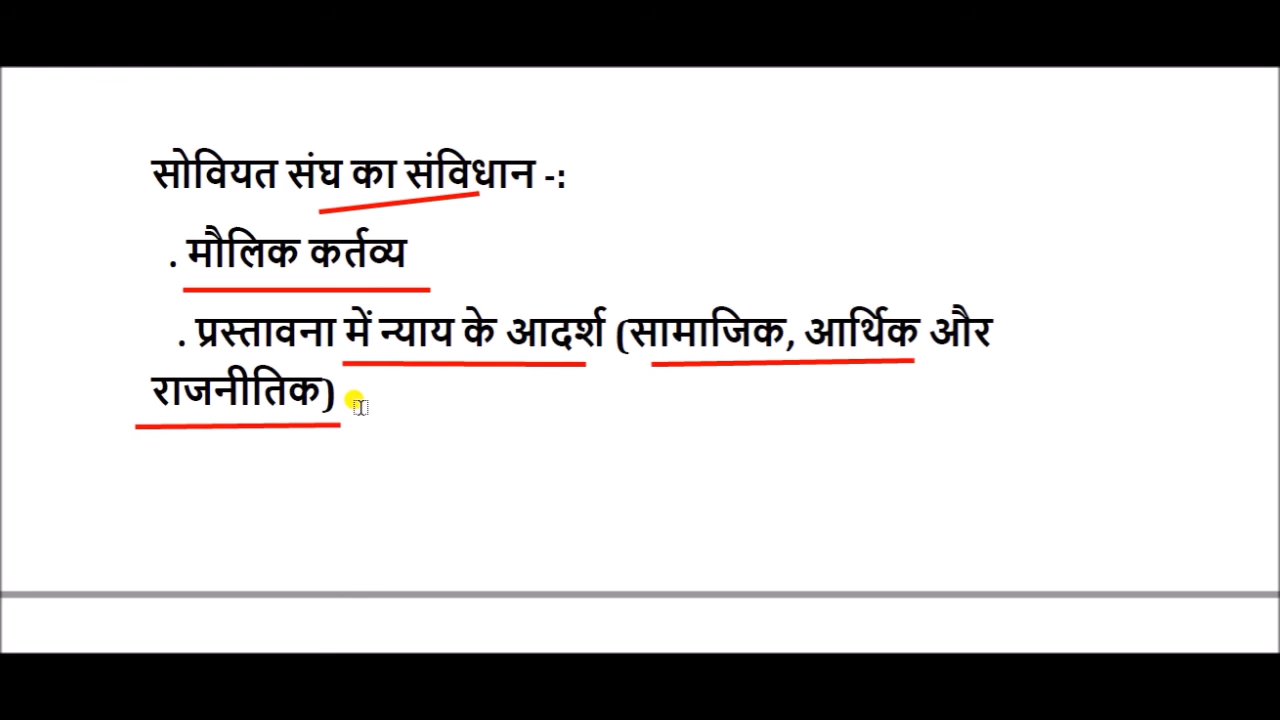 सोवियत संघ का संविधान -:
. मौलिक कर्तव्य
. प्रस्तावना में न्याय के आदर्श (सामाजिक, आर्थिक और
राजनीतिक)